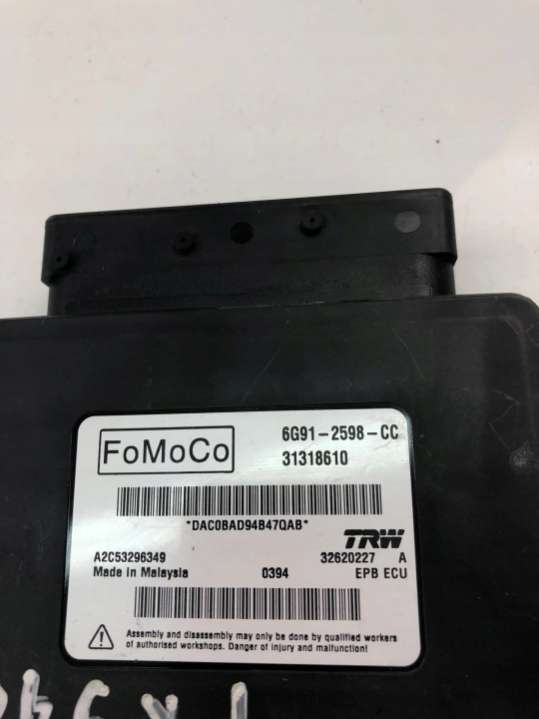 FoMoCo
6G91-2598-CC
31318610
*DAC0BAD94B47QAB*
TRW
A2C53296349
32620227 A
Made in Malaysia 0394 EPB ECU
Assembly and disassembly may only be done by qualified workers
of authorised workshops. Danger of injury and malfunction!